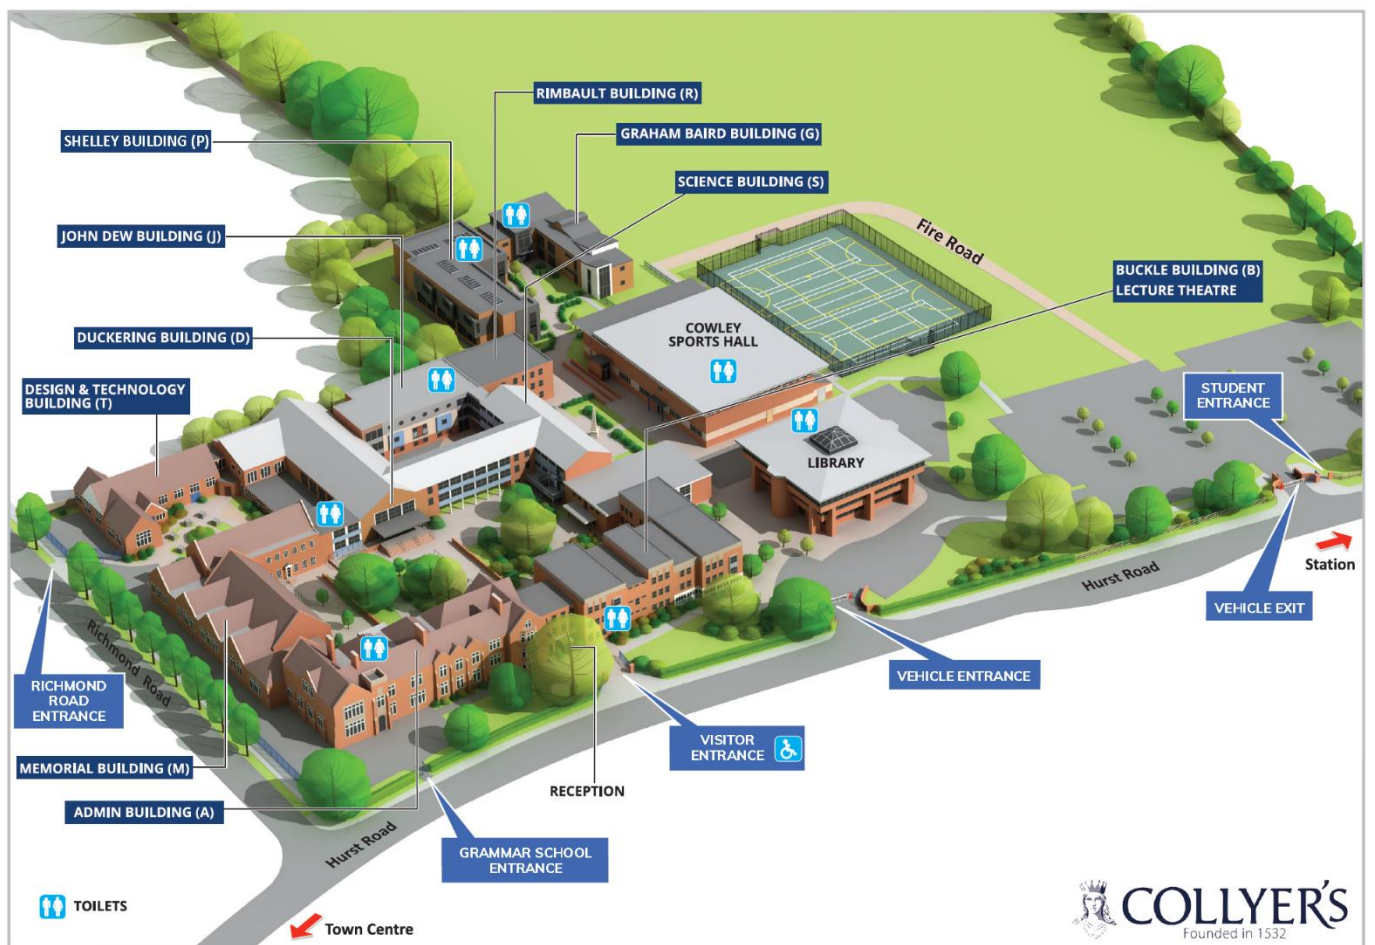 RIMBAULT BUILDING (R)
SHELLEY BUILDING (P)
GRAHAM BAIRD BUILDING (G)
SCIENCE BUILDING (S)
JOHN DEW BUILDING (J)
Fire Road
BUCKLE BUILDING (B)
LECTURE THEATRE
DUCKERING BUILDING (D)
COWLEY
SPORTS HALL
DESIGN & TECHNOLOGY
BUILDING (T)
STUDENT
ENTRANCE
LIBRARY
Station
Hurst Road
VEHICLE EXIT
Richmond Road
RICHMOND
ROAD
ENTRANCE
VEHICLE ENTRANCE
VISITOR
ENTRANCE
MEMORIAL BUILDING (M)
RECEPTION
ADMIN BUILDING (A)
Hurst Road
GRAMMAR SCHOOL
ENTRANCE
TOILETS
Town Centre
COLLYER'S
Founded in 1532